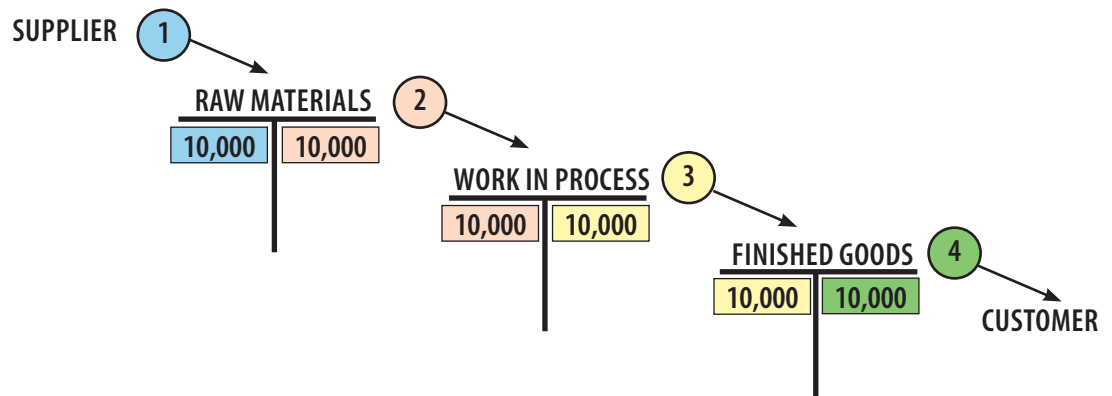 SUPPLIER 1
RAW MATERIALS 2
10,000 10,000
WORK IN PROCESS 3
10,000 10,000
FINISHED GOODS 4
10,000 10,000
CUSTOMER